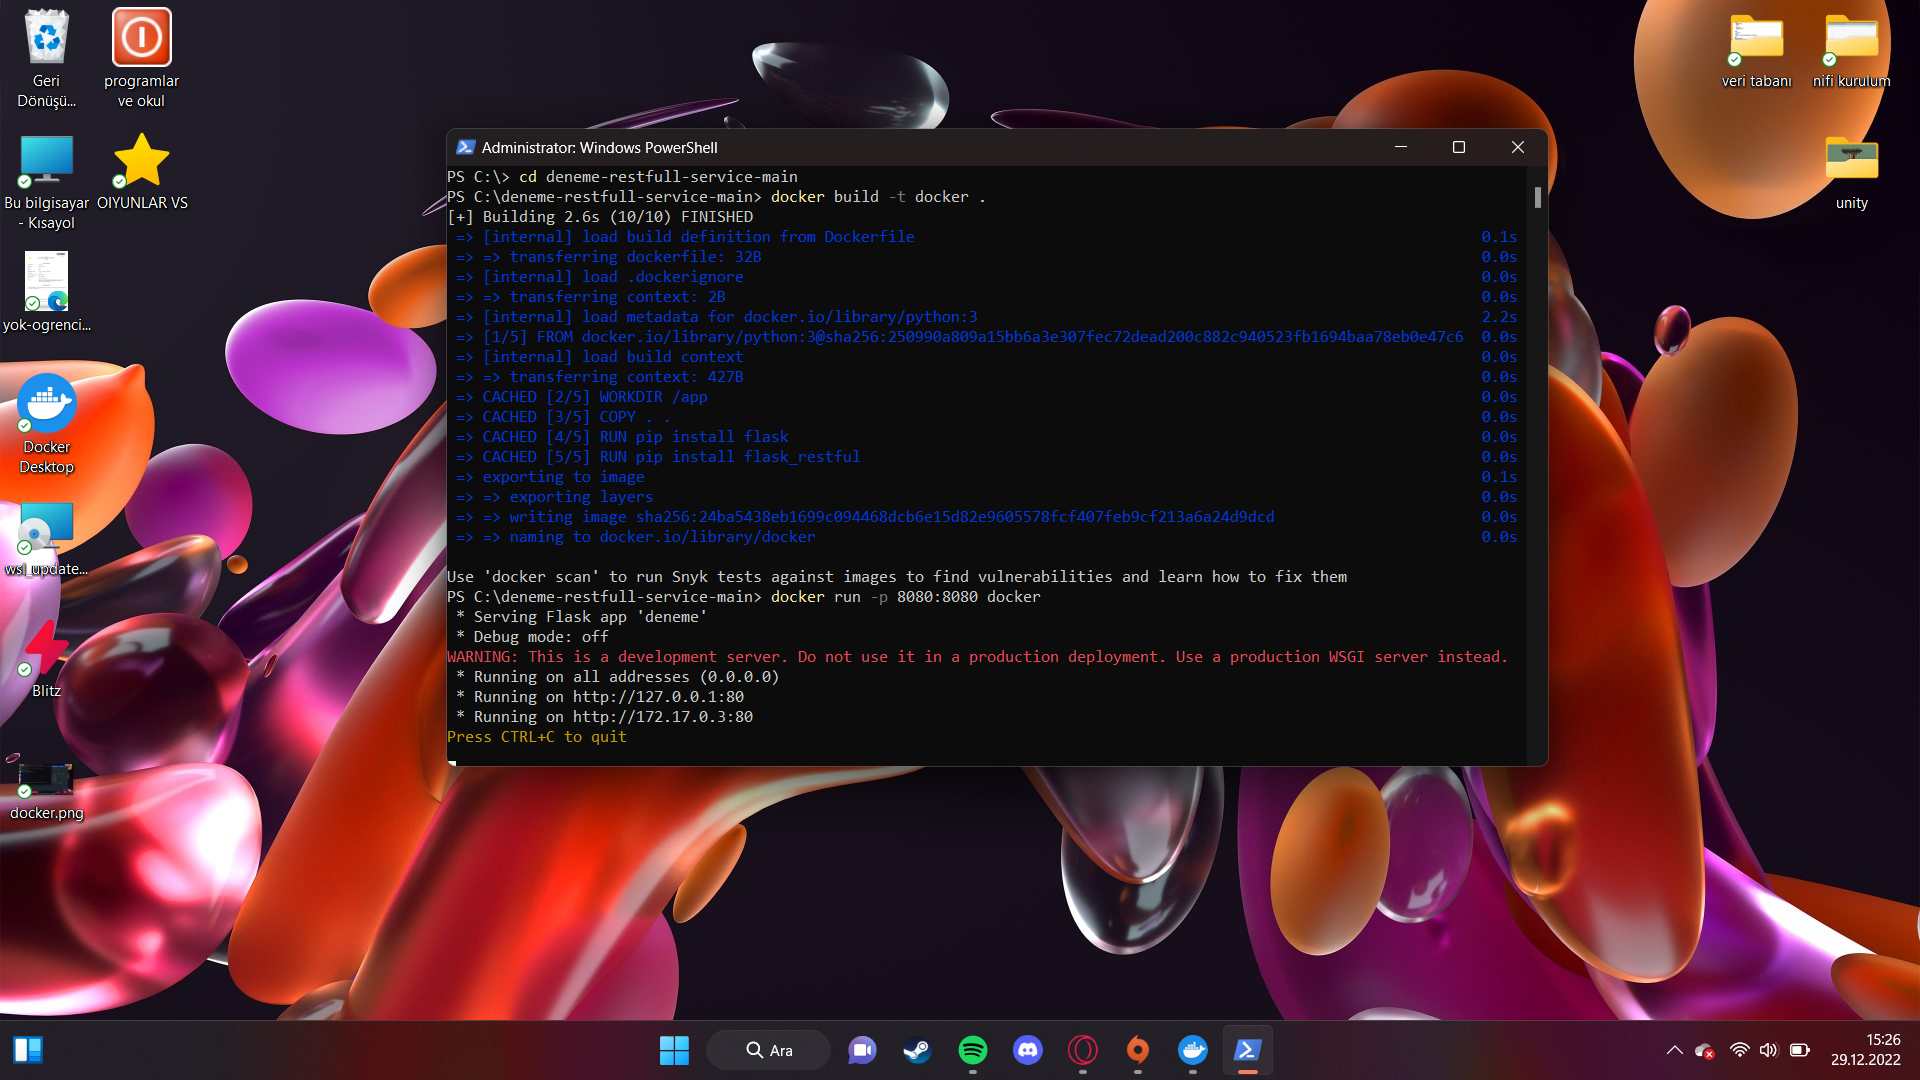 Geri
Dönüşü...
programlar
ve okul
Bu bilgisayar
- Kısayol
OIYUNLAR VS
yok-ogrenci...
Docker
Desktop
wsl_update...
Blitz
docker.png
veri tabanı
nifi kurulum
unity
Administrator: Windows PowerShell
PS C:\> cd deneme-restfull-service-main
PS C:\deneme-restfull-service-main> docker build -t docker .
[+] Building 2.6s (10/10) FINISHED
=> [internal] load build definition from Dockerfile 0.1s
=> => transferring dockerfile: 32B 0.0s
=> [internal] load .dockerignore 0.0s
=> => transferring context: 2B 0.0s
=> [internal] load metadata for docker.io/library/python:3 2.2s
=> [1/5] FROM docker.io/library/python:3@sha256:250990a809a15bb6a3e307fec72dead200c882c940523fb1694baa78eb0e47c6 0.0s
=> [internal] load build context 0.0s
=> => transferring context: 427B 0.0s
=> CACHED [2/5] WORKDIR /app 0.0s
=> CACHED [3/5] COPY . . 0.0s
=> CACHED [4/5] RUN pip install flask 0.0s
=> CACHED [5/5] RUN pip install flask_restful 0.0s
=> exporting to image 0.1s
=> => exporting layers 0.0s
=> => writing image sha256:24ba5438eb1699c094468dcb6e15d82e9605578fcf407feb9cf213a6a24d9dcd 0.0s
=> => naming to docker.io/library/docker 0.0s
Use 'docker scan' to run Snyk tests against images to find vulnerabilities and learn how to fix them
PS C:\deneme-restfull-service-main> docker run -p 8080:8080 docker
* Serving Flask app 'deneme'
* Debug mode: off
WARNING: This is a development server. Do not use it in a production deployment. Use a production WSGI server instead.
* Running on all addresses (0.0.0.0)
* Running on http://127.0.0.1:80
* Running on http://172.17.0.3:80
Press CTRL+C to quit
Ara
15:26
29.12.2022